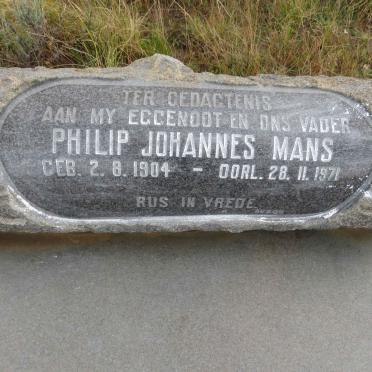 TER GEDAGTENIS
AAN MY EGGENOOT EN ONS VADER
PHILIP JOHANNES MANS
GEB. 2. 8. 1904 - OORL. 28. 11. 1971
RUS IN VREDE